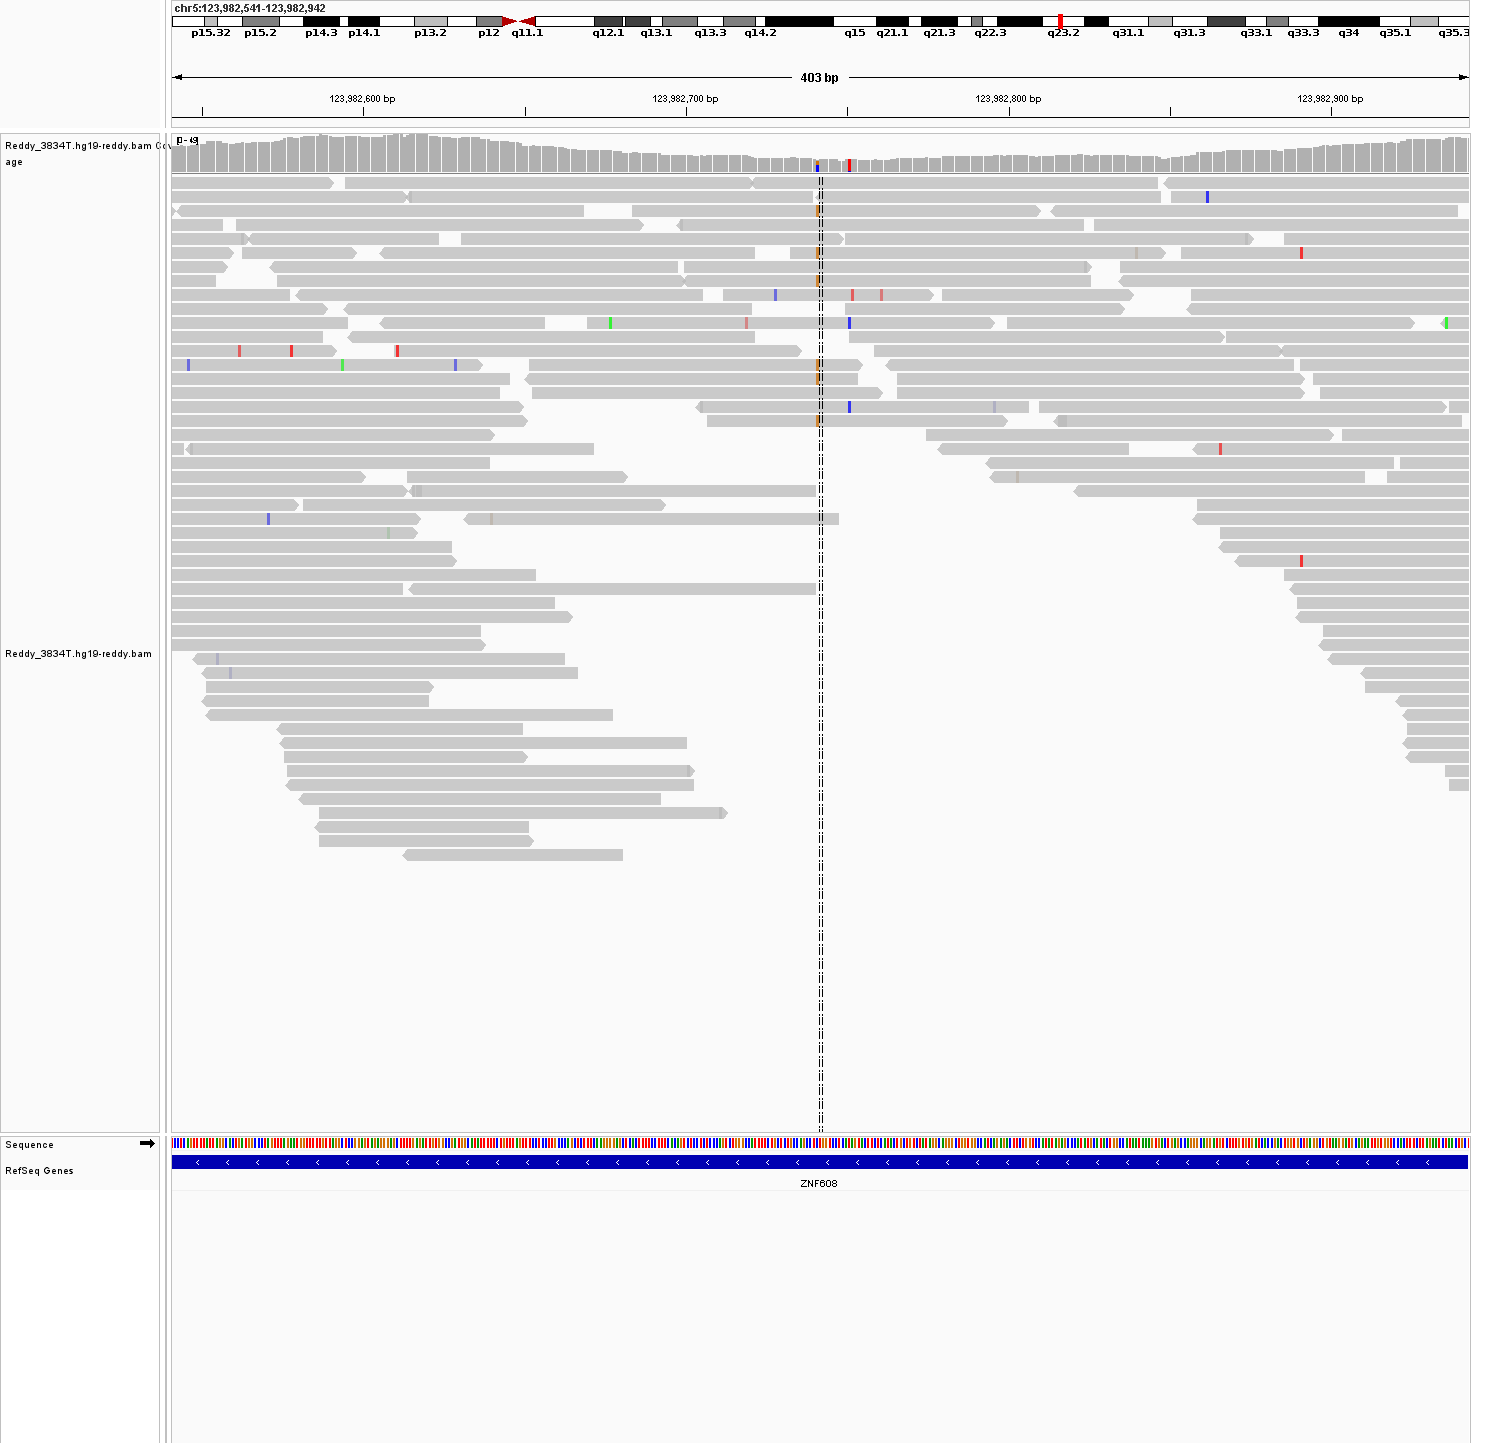 chr5:123,982,541-123,982,942
p15.32 p15.2 p14.3 p14.1 p13.2 p12 q11.1 q12.1 q13.1 q13.3 q14.2 q15 q21.1 q21.3 q22.3 q23.2 q31.1 q31.3 q33.1 q33.3 q34 q35.1 q35.3
403 bp
123,982,600 bp 123,982,700 bp 123,982,800 bp 123,982,900 bp
Reddy_3834T.hg19-reddy.bam Cov
age
Reddy_3834T.hg19-reddy.bam
Sequence
RefSeq Genes
ZNF608